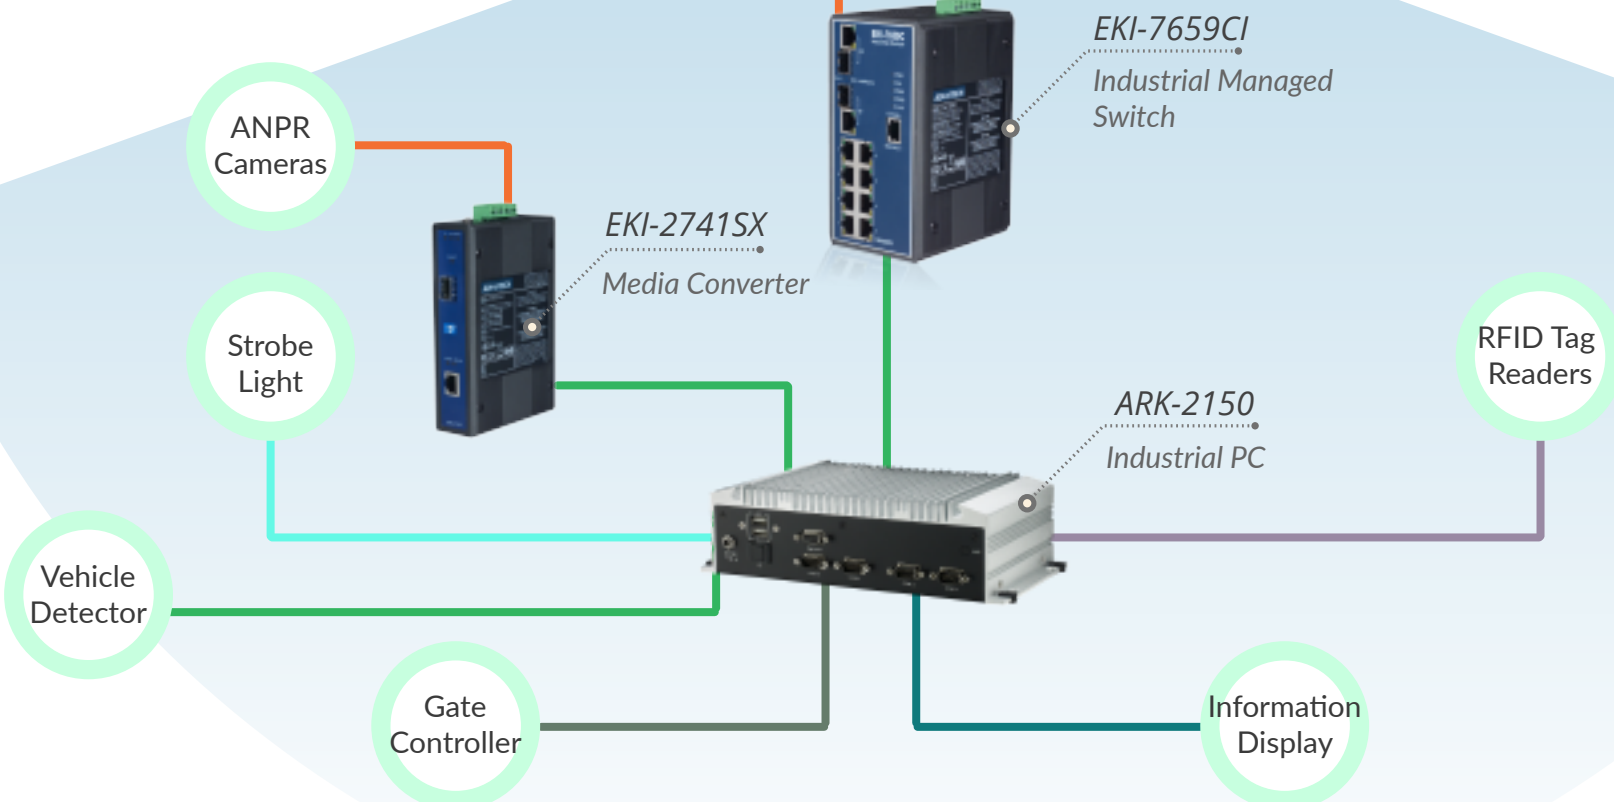 EKI-7659CI
Industrial Managed
Switch
ANPR
Cameras
EKI-2741SX
Media Converter
Strobe
Light
RFID Tag
Readers
ARK-2150
Industrial PC
Vehicle
Detector
Gate
Controller
Information
Display